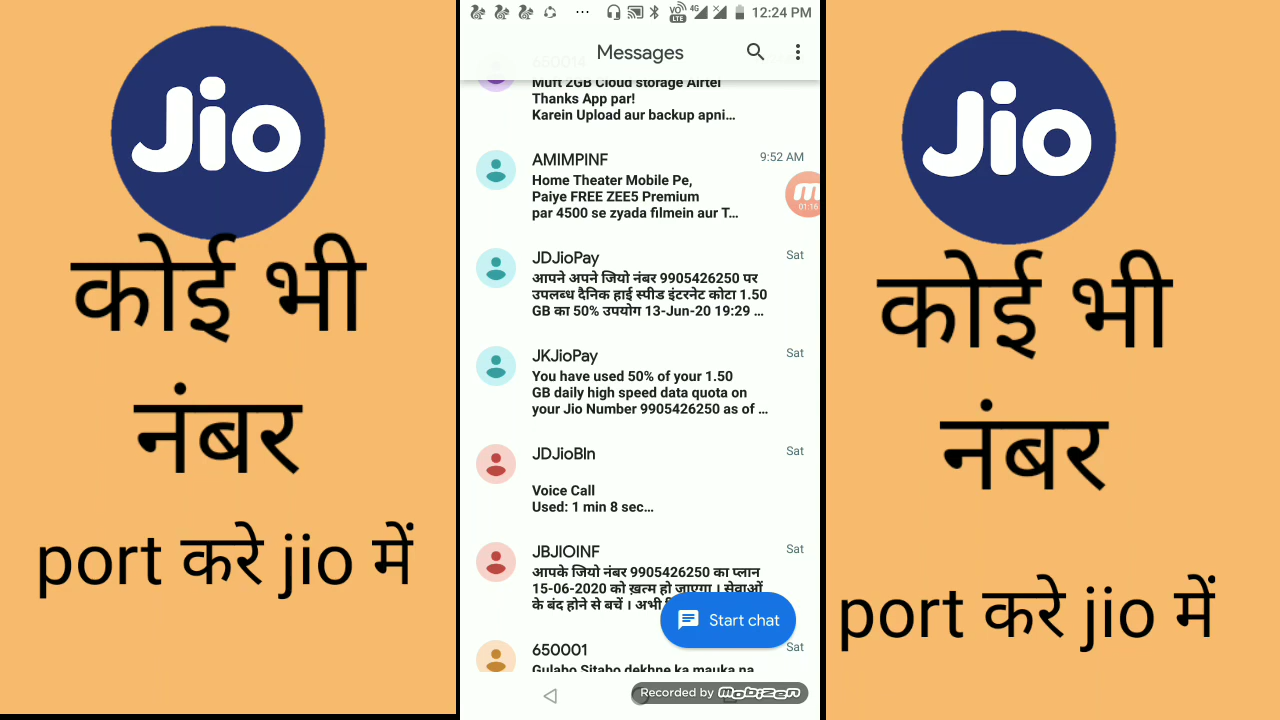 Jio
कोई भी
नंबर
port करे jio में
12:24 PM
Messages
650014
Muft 2GB Cloud storage Airtel
Thanks App par!
Karein Upload aur backup apni…
AMIMPINF
9:52 AM
Home Theater Mobile Pe,
Paiye FREE ZEE5 Premium
par 4500 se zyada filmein aur T…
01:16
JDJioPay
Sat
आपने अपने जियो नंबर 9905426250 पर
उपलब्ध दैनिक हाई स्पीड इंटरनेट कोटा 1.50
GB का 50% उपयोग 13-Jun-20 19:29 …
JKJioPay
Sat
You have used 50% of your 1.50
GB daily high speed data quota on
your Jio Number 9905426250 as of …
JDJioBln
Sat
Voice Call
Used: 1 min 8 sec…
JBJIOINF
Sat
आपके जियो नंबर 9905426250 का प्लान
15-06-2020 को ख़त्म हो जाएगा । सेवाओं
के बंद होने से बचें । अभी
Start chat
650001
Sat
Gulabo Sitabo dekhne ka mauka na
Recorded by mobizen
Jio
कोई भी
नंबर
port करे jio में